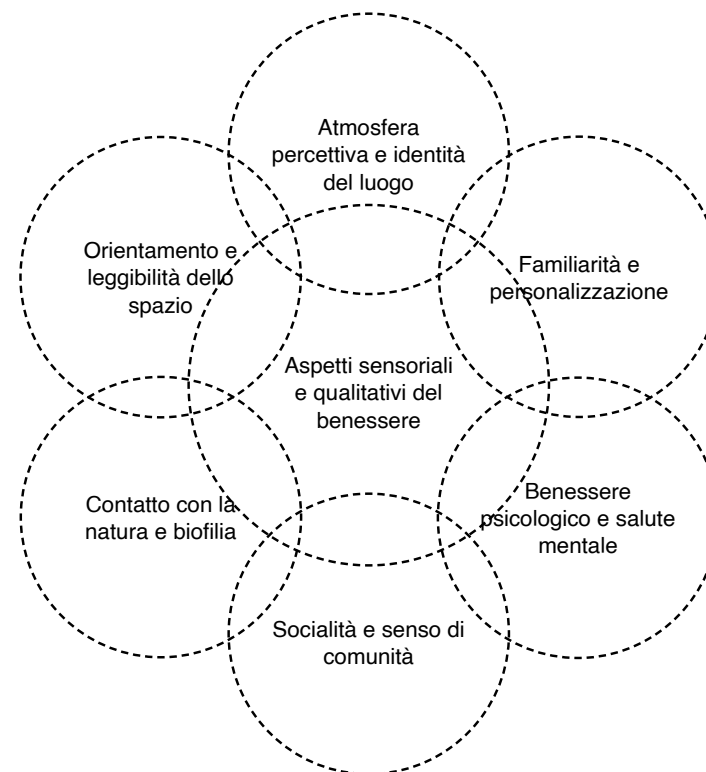 Atmosfera
percettiva e identità
del luogo
Orientamento e
leggibilità dello
spazio
Familiarità e
personalizzazione
Aspetti sensoriali
e qualitativi del
benessere
Contatto con la
natura e biofilia
Benessere
psicologico e salute
mentale
Socialità e senso di
comunità